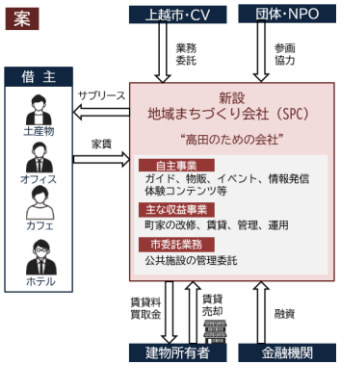 案
上越市・CV
団体・NPO
業務
委託
参画
協力
借 主
土産物
オフィス
カフェ
ホテル
サブリース
家賃
新設
地域まちづくり会社（SPC）
“高田のための会社”
自主事業
ガイド、物販、イベント、情報発信
体験コンテンツ等
主な収益事業
町家の改修、賃貸、管理、運用
市委託業務
公共施設の管理委託
賃貸料
買取金
賃貸
売却
融資
建物所有者
金融機関